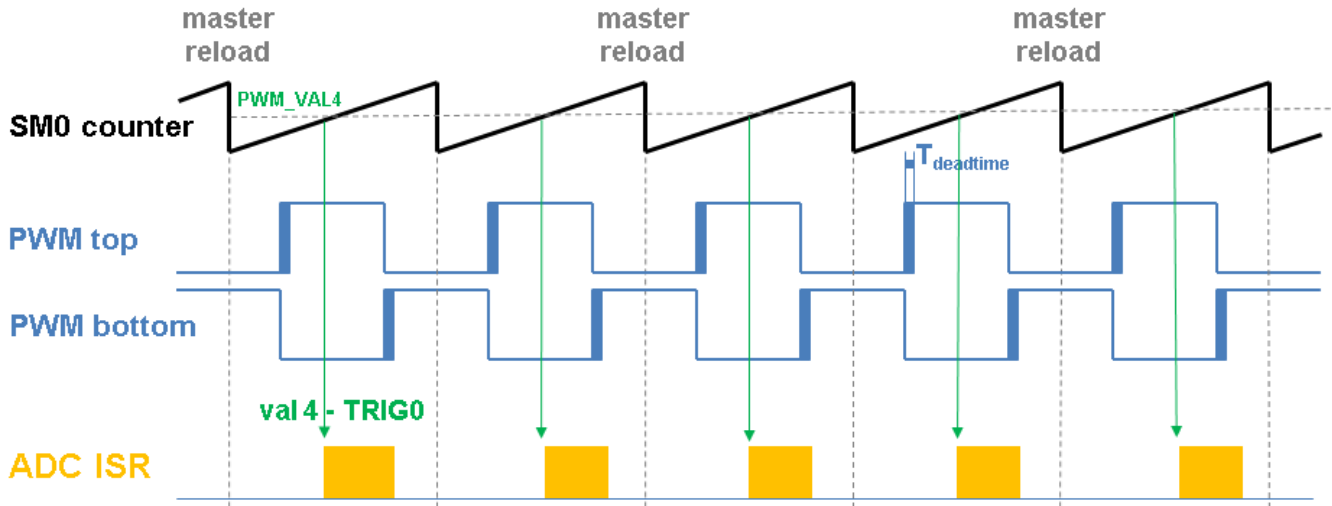 master
reload
master
reload
master
reload
PWM_VAL4
SM0 counter
Tdeadtime
PWM top
PWM bottom
val 4 - TRIG0
ADC ISR